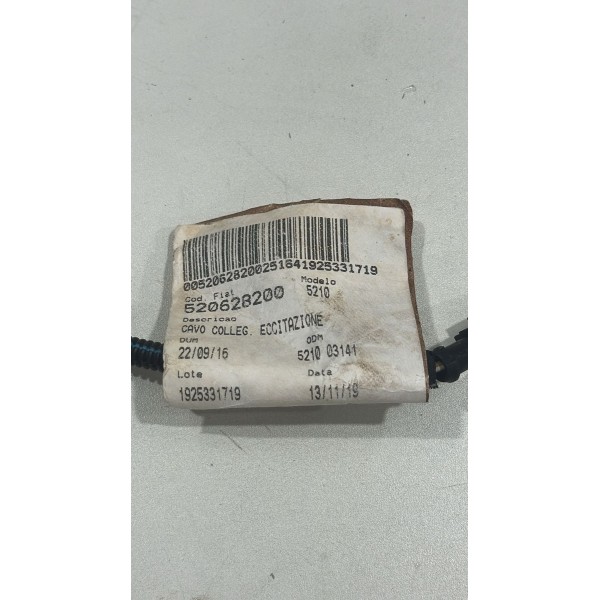 00520628200251641925331719
Cod. Fiat Modelo
520628200 5210
Descricao
CAVO COLLEG. ECCITAZIONE
DUM ODM
22/09/16 5210 03141
Lote Data
1925331719 13/11/19